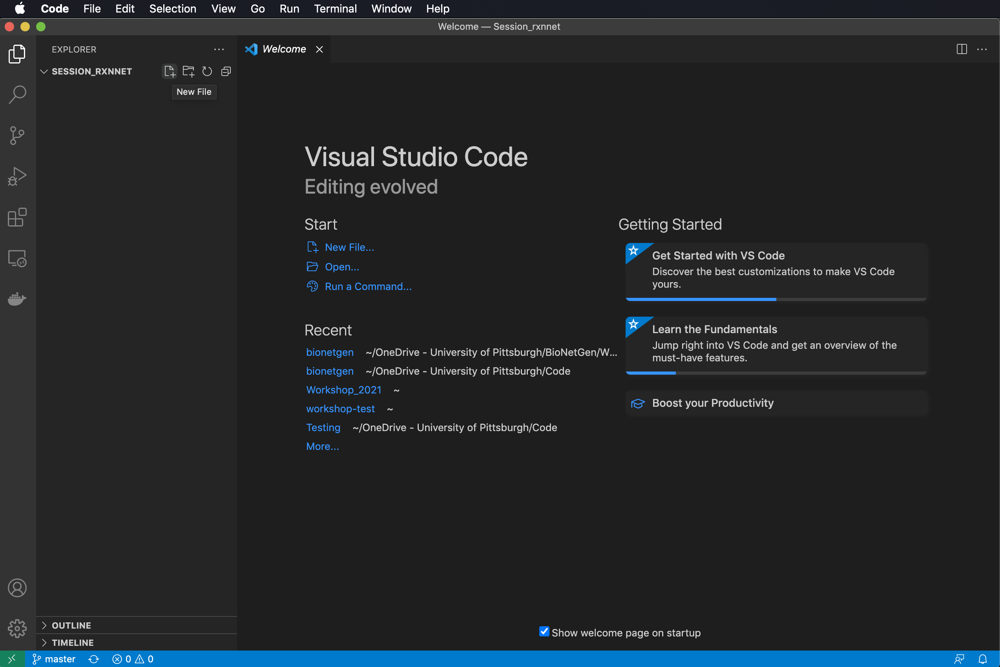 Code File Edit Selection View Go Run Terminal Window Help
Welcome — Session_rxnnet
EXPLORER
SESSION_RXNNET
New File
Welcome
Visual Studio Code
Editing evolved
Start
New File...
Open...
Run a Command...
Recent
bionetgen ~/OneDrive - University of Pittsburgh/BioNetGen/W...
bionetgen ~/OneDrive - University of Pittsburgh/Code
Workshop_2021 ~
workshop-test ~
Testing ~/OneDrive - University of Pittsburgh/Code
More...
Getting Started
Get Started with VS Code
Discover the best customizations to make VS Code
yours.
Learn the Fundamentals
Jump right into VS Code and get an overview of the
must-have features.
Boost your Productivity
Show welcome page on startup
OUTLINE
TIMELINE
master 0 0